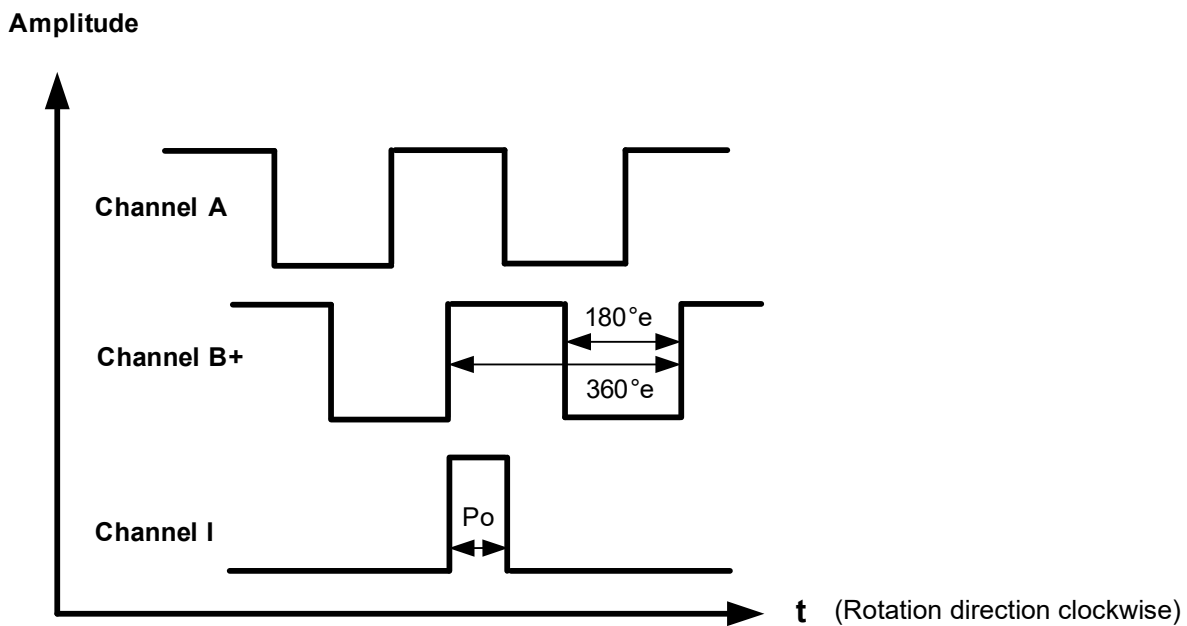 Amplitude
Channel A
180°e
Channel B+
360°e
Po
Channel I
t (Rotation direction clockwise)